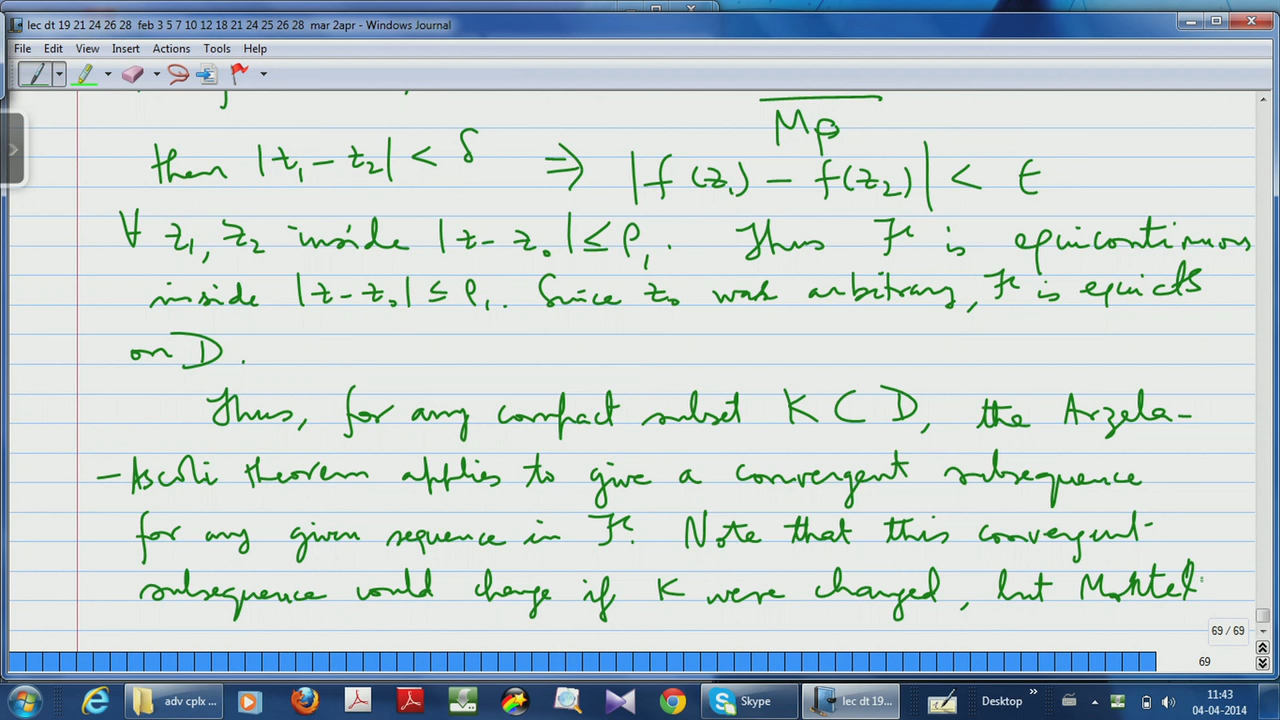 lec dt 19 21 24 26 28 feb 3 5 7 10 12 18 21 24 25 26 28 mar 2apr - Windows Journal
File Edit View Insert Actions Tools Help
Mρ
then |z₁ - z₂| < δ ⇒ |f(z₁) - f(z₂)| < ϵ
∀ z₁, z₂ inside |z - z₀| ≤ ρ₁. Thus ℱ is equicontinuous
inside |z - z₀| ≤ ρ₁. Since z₀ was arbitrary, ℱ is equicts
on D.
Thus, for any compact subset K ⊂ D, the Arzela-
-Ascoli theorem applies to give a convergent subsequence
for any given sequence in ℱ. Note that this convergent
subsequence would change if K were changed, but Montel
69 / 69
69
adv cplx ...
Skype
lec dt 19...
Desktop
11:43
04-04-2014